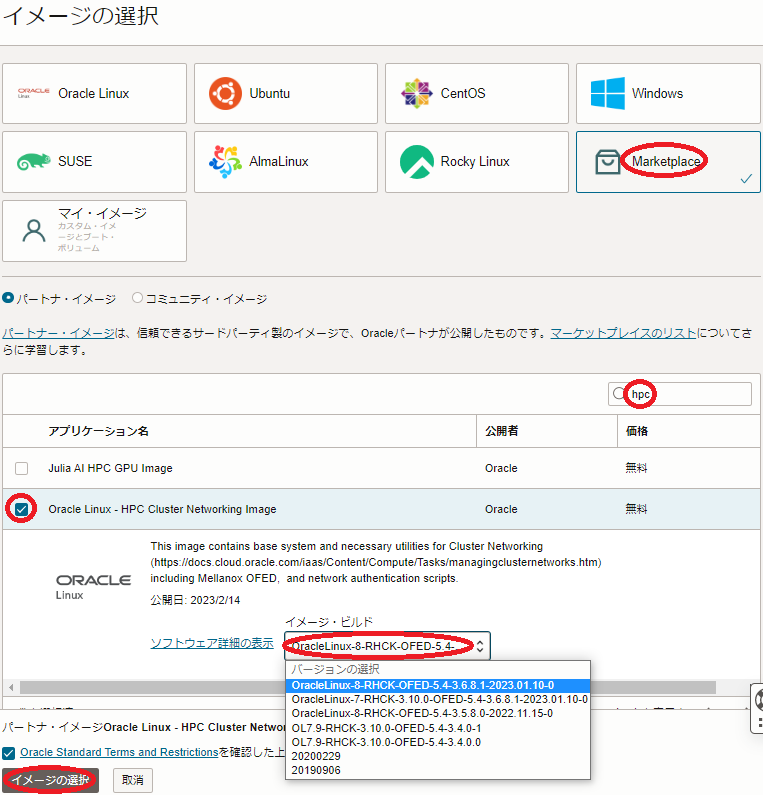 イメージの選択
ORACLE Linux Oracle Linux
Ubuntu
CentOS
Windows
SUSE
AlmaLinux
Rocky Linux
Marketplace
マイ・イメージ
カスタム・イメ
ージとブート・
ボリューム
パートナ・イメージ コミュニティ・イメージ
パートナー・イメージは、信頼できるサードパーティ製のイメージで、Oracleパートナが公開したものです。マーケットプレイスのリストについてさ
らに学習します。
hpc
アプリケーション名 公開者 価格
Julia AI HPC GPU Image Oracle 無料
Oracle Linux - HPC Cluster Networking Image Oracle 無料
This image contains base system and necessary utilities for Cluster Networking
(https://docs.cloud.oracle.com/iaas/Content/Compute/Tasks/managingclusternetworks.htm)
including Mellanox OFED, and network authentication scripts.
ORACLE
Linux
公開日: 2023/2/14
イメージ・ビルド
ソフトウェア詳細の表示 OracleLinux-8-RHCK-OFED-5.4-...
バージョンの選択
OracleLinux-8-RHCK-OFED-5.4-3.6.8.1-2023.01.10-0
OracleLinux-7-RHCK-3.10.0-OFED-5.4-3.6.8.1-2023.01.10-0
OracleLinux-8-RHCK-OFED-5.4-3.5.8.0-2022.11.15-0
OL7.9-RHCK-3.10.0-OFED-5.4-3.4.0-1
OL7.9-RHCK-3.10.0-OFED-5.4-3.4.0.0
20200229
20190906
パートナ・イメージOracle Linux - HPC Cluster Netwo
Oracle Standard Terms and Restrictionsを確認した上
イメージの選択 取消